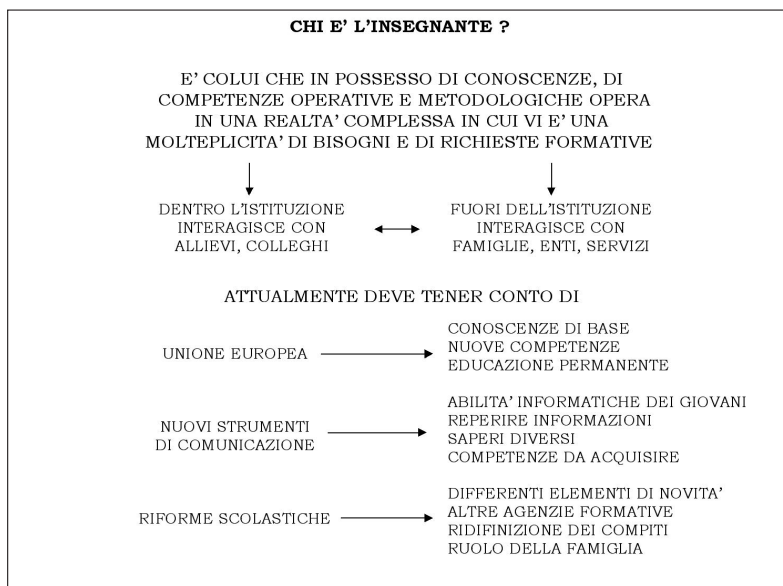 CHI E' L'INSEGNANTE ?
E' COLUI CHE IN POSSESSO DI CONOSCENZE, DI
COMPETENZE OPERATIVE E METODOLOGICHE OPERA
IN UNA REALTA' COMPLESSA IN CUI VI E' UNA
MOLTEPLICITA' DI BISOGNI E DI RICHIESTE FORMATIVE
DENTRO L'ISTITUZIONE
INTERAGISCE CON
ALLIEVI, COLLEGHI
FUORI DELL'ISTITUZIONE
INTERAGISCE CON
FAMIGLIE, ENTI, SERVIZI
ATTUALMENTE DEVE TENER CONTO DI
UNIONE EUROPEA
CONOSCENZE DI BASE
NUOVE COMPETENZE
EDUCAZIONE PERMANENTE
NUOVI STRUMENTI
DI COMUNICAZIONE
ABILITA' INFORMATICHE DEI GIOVANI
REPERIRE INFORMAZIONI
SAPERI DIVERSI
COMPETENZE DA ACQUISIRE
RIFORME SCOLASTICHE
DIFFERENTI ELEMENTI DI NOVITA'
ALTRE AGENZIE FORMATIVE
RIDIFINIZIONE DEI COMPITI
RUOLO DELLA FAMIGLIA